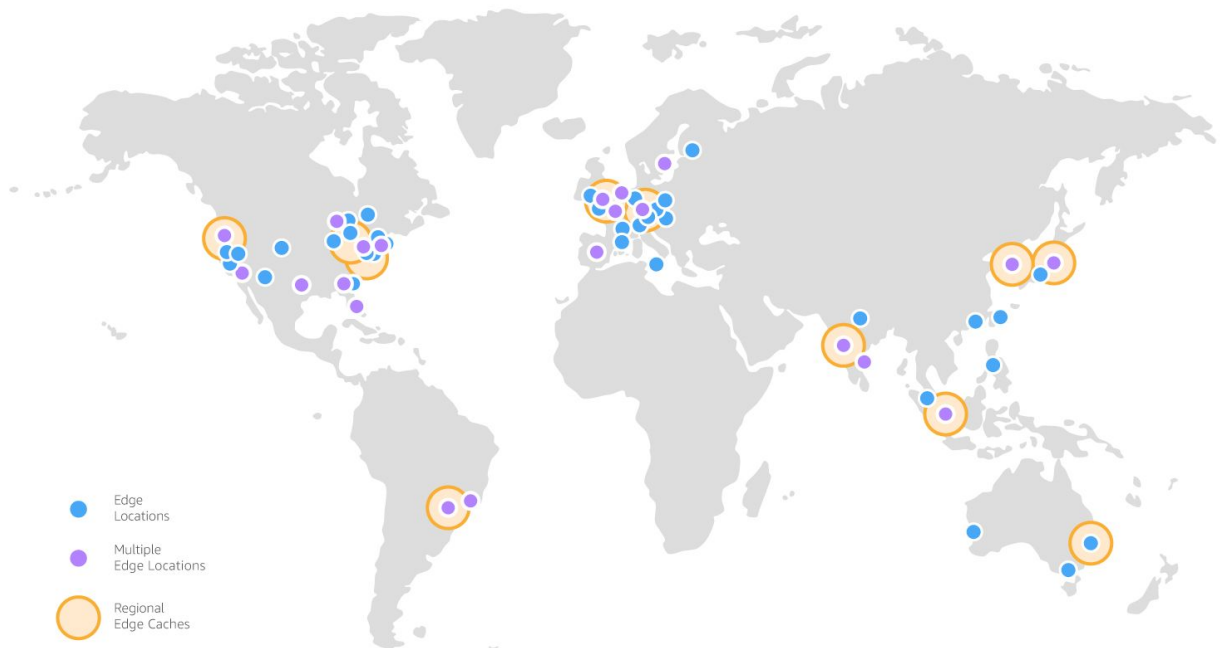 Edge
Locations
Multiple
Edge Locations
Regional
Edge Caches